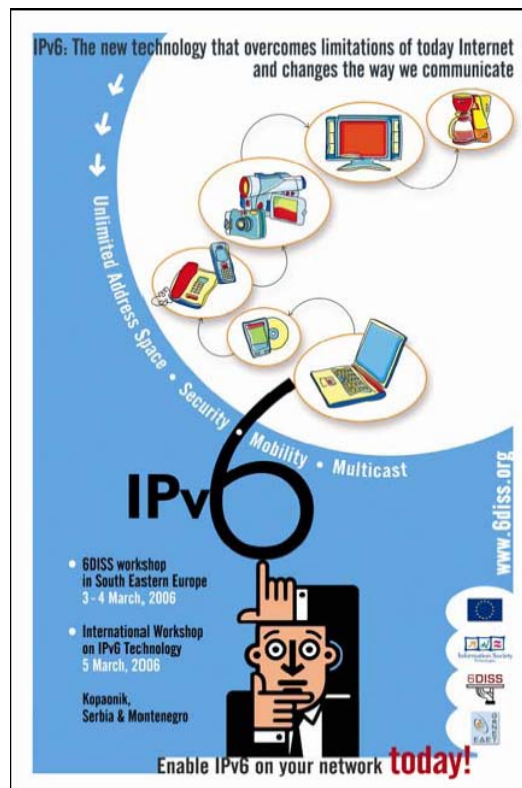 IPv6: The new technology that overcomes limitations of today Internet
and changes the way we communicate
Unlimited Address Space • Security • Mobility • Multicast
IPv6
www.6diss.org
• 6DISS workshop
in South Eastern Europe
3 - 4 March, 2006
• International Workshop
on IPv6 Technology
5 March, 2006
Kopaonik,
Serbia & Montenegro
Information Society
6DISS
Enable IPv6 on your network today!